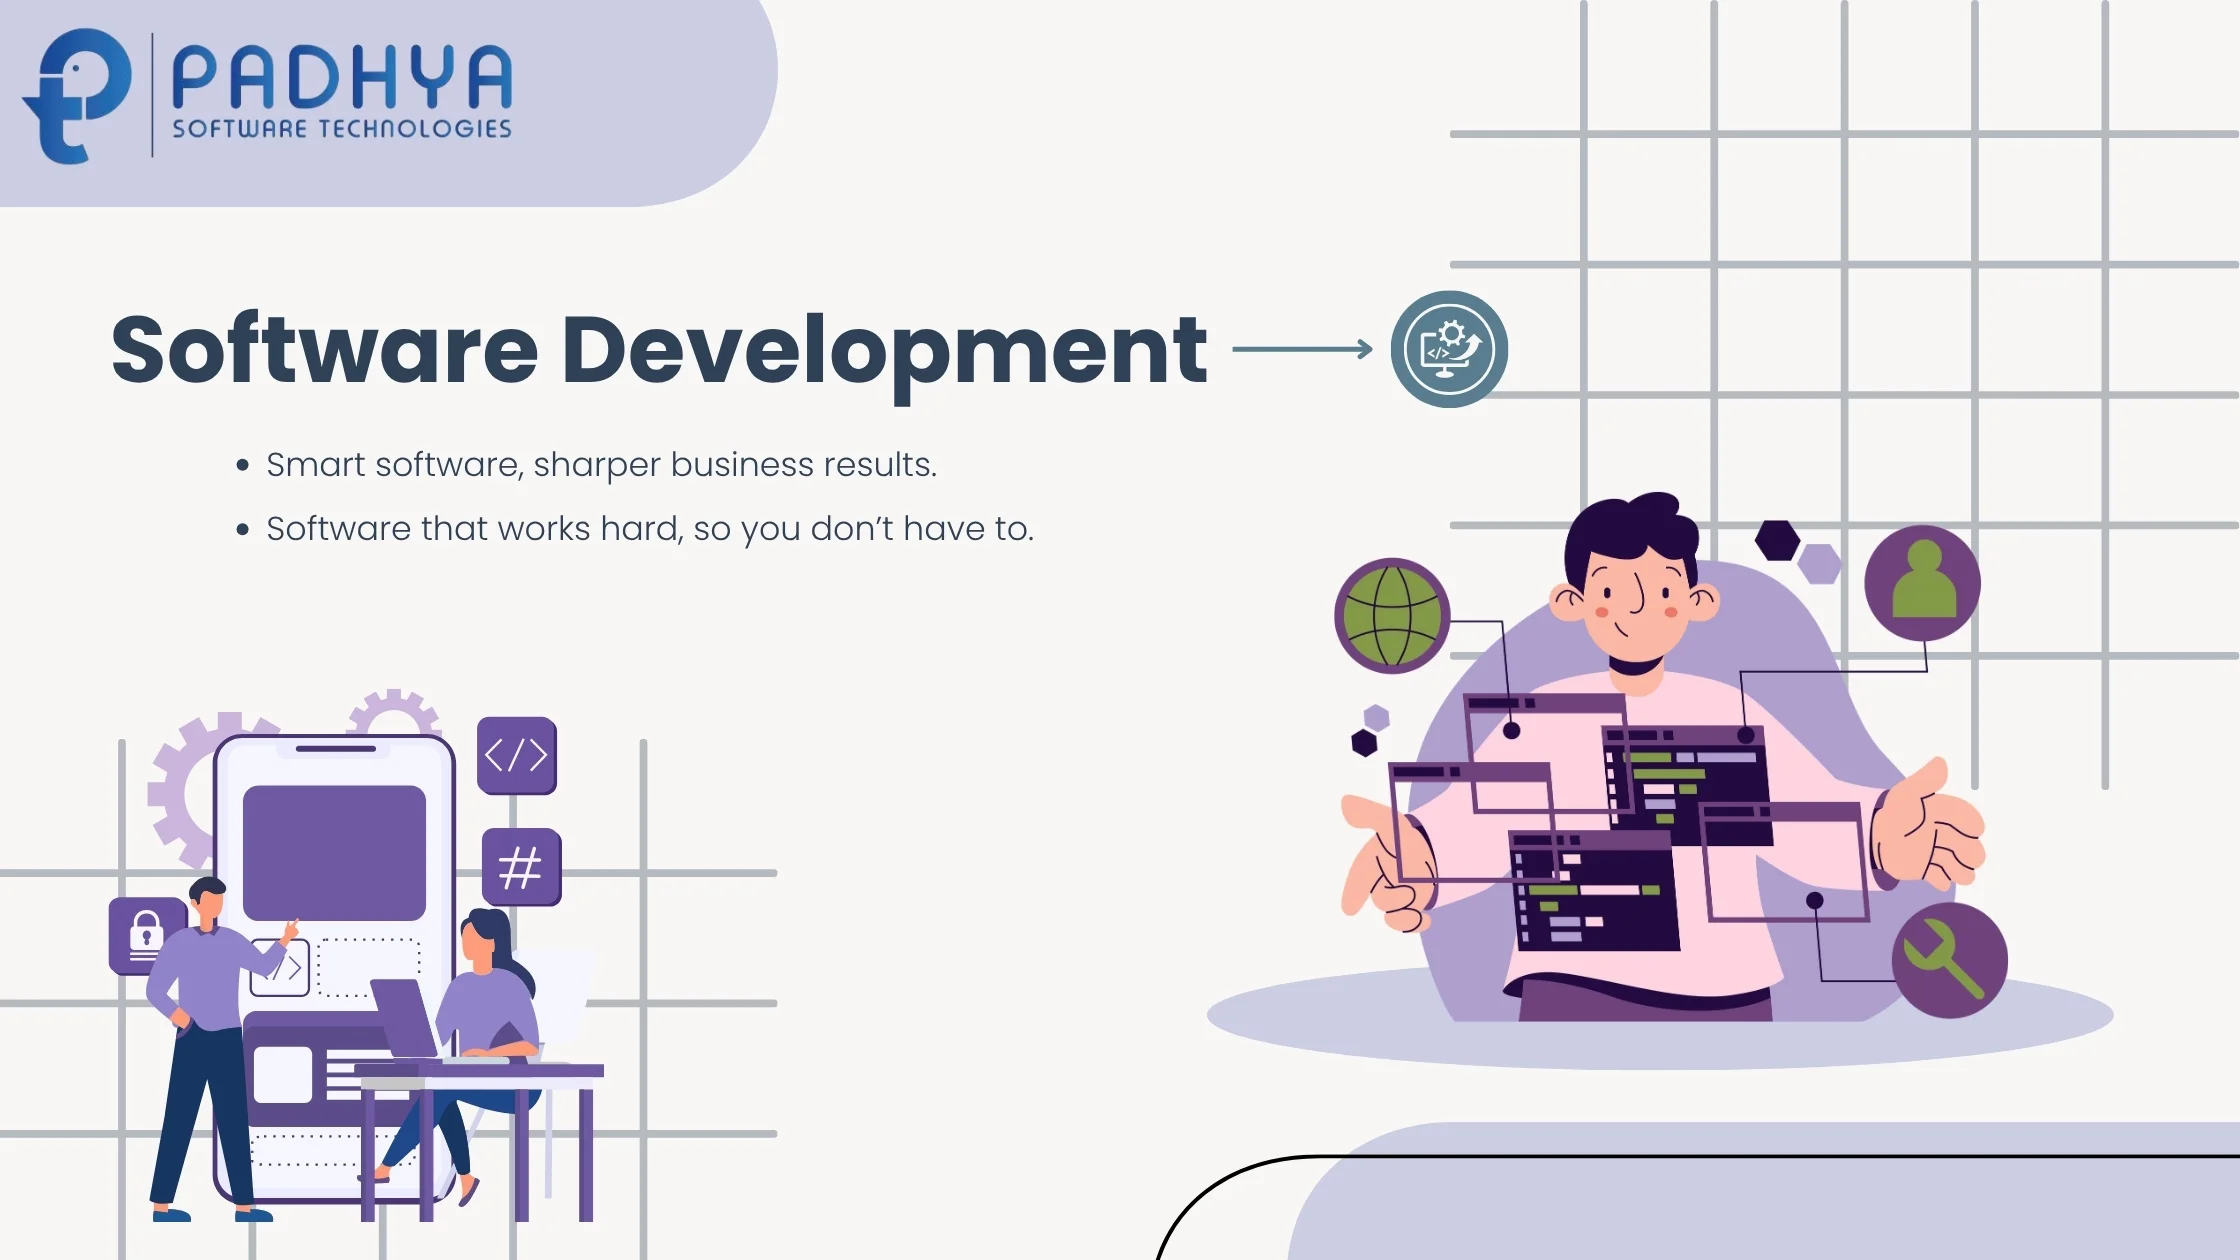 PADHYA
SOFTWARE TECHNOLOGIES
Software Development
</>
• Smart software, sharper business results.
• Software that works hard, so you don’t have to.
</>
#
</>